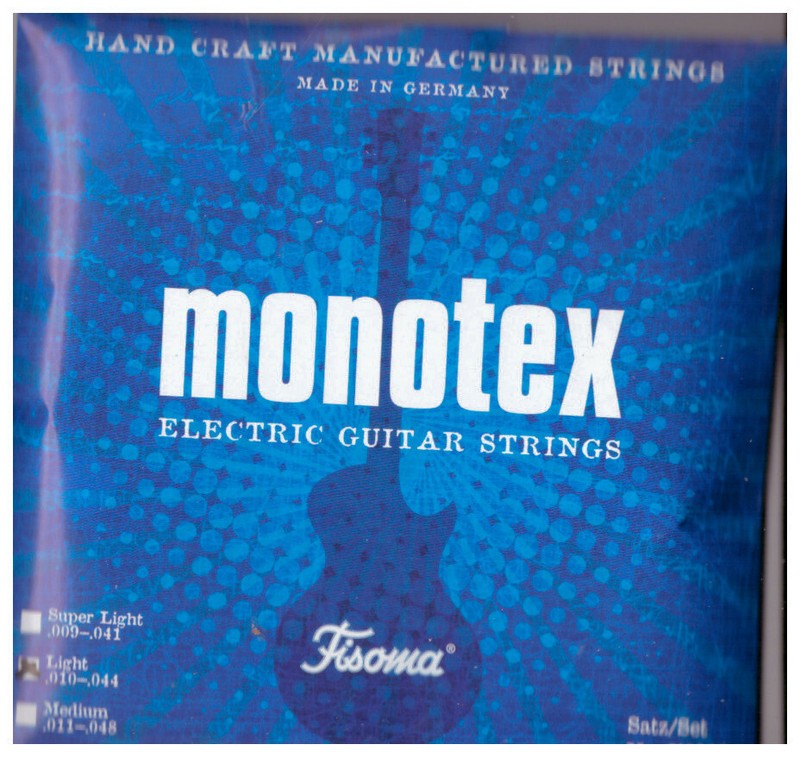 HAND CRAFT MANUFACTURED STRINGS
MADE IN GERMANY
monotex
ELECTRIC GUITAR STRINGS
Super Light
.009–.041
Light
.010–.044
Medium
.011–.048
Fisoma®
Satz/Set